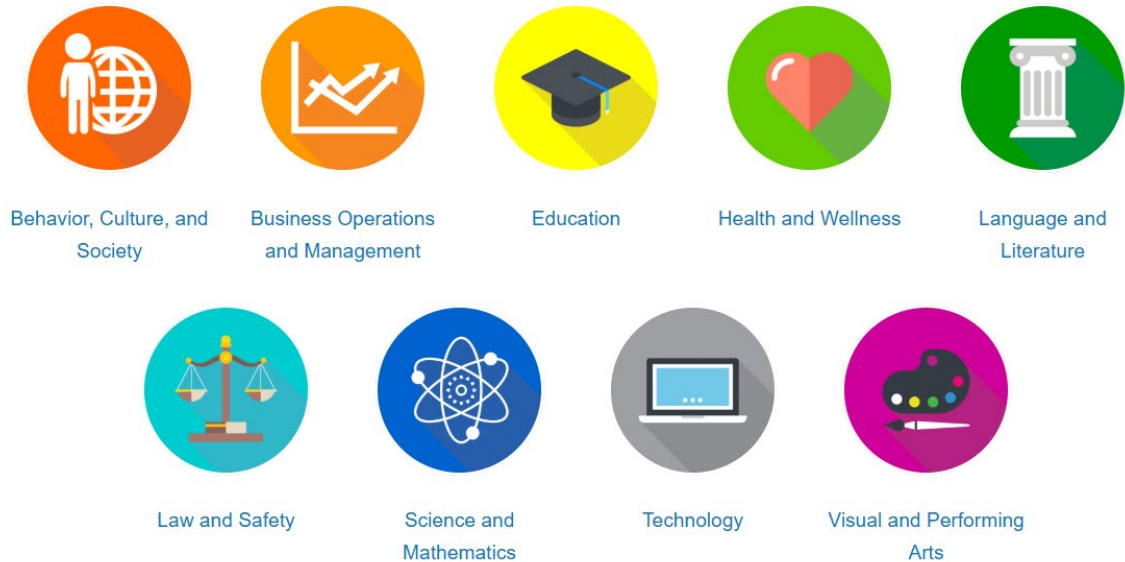 Behavior, Culture, and
Society
Business Operations
and Management
Education
Health and Wellness
Language and
Literature
Law and Safety
Science and
Mathematics
Technology
Visual and Performing
Arts